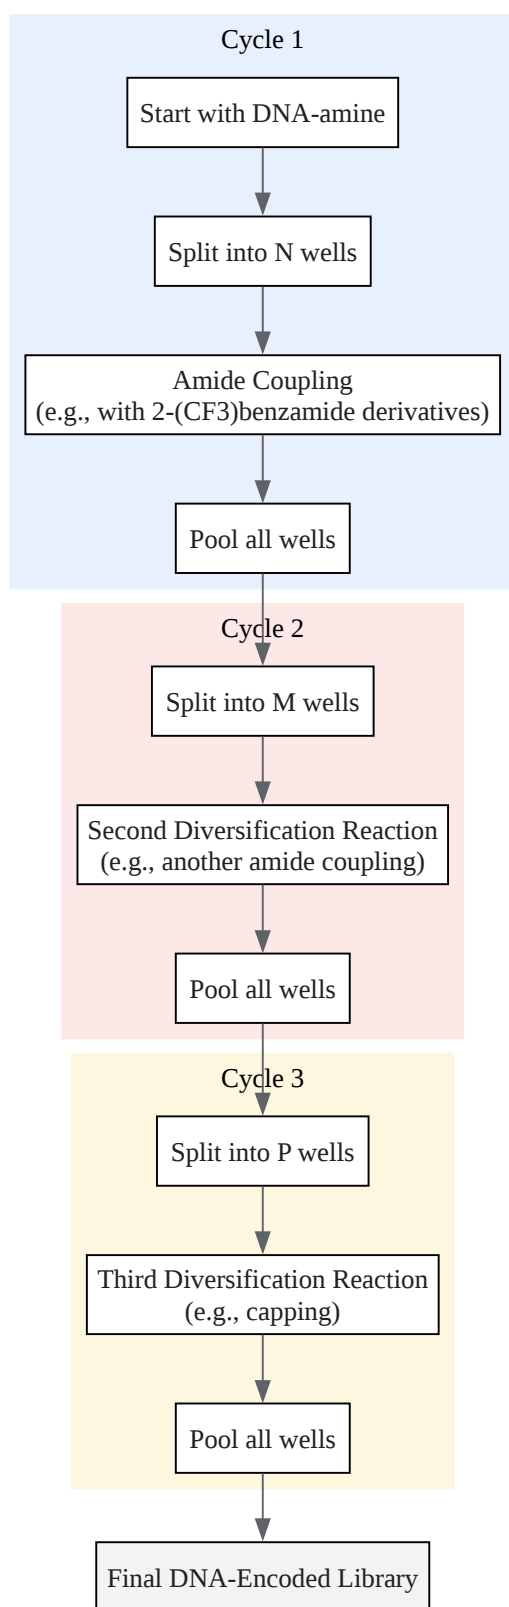 Cycle 1
Start with DNA-amine
Split into N wells
Amide Coupling
(e.g., with 2-(CF3)benzamide derivatives)
Pool all wells
Cycle 2
Split into M wells
Second Diversification Reaction
(e.g., another amide coupling)
Pool all wells
Cycle 3
Split into P wells
Third Diversification Reaction
(e.g., capping)
Pool all wells
Final DNA-Encoded Library